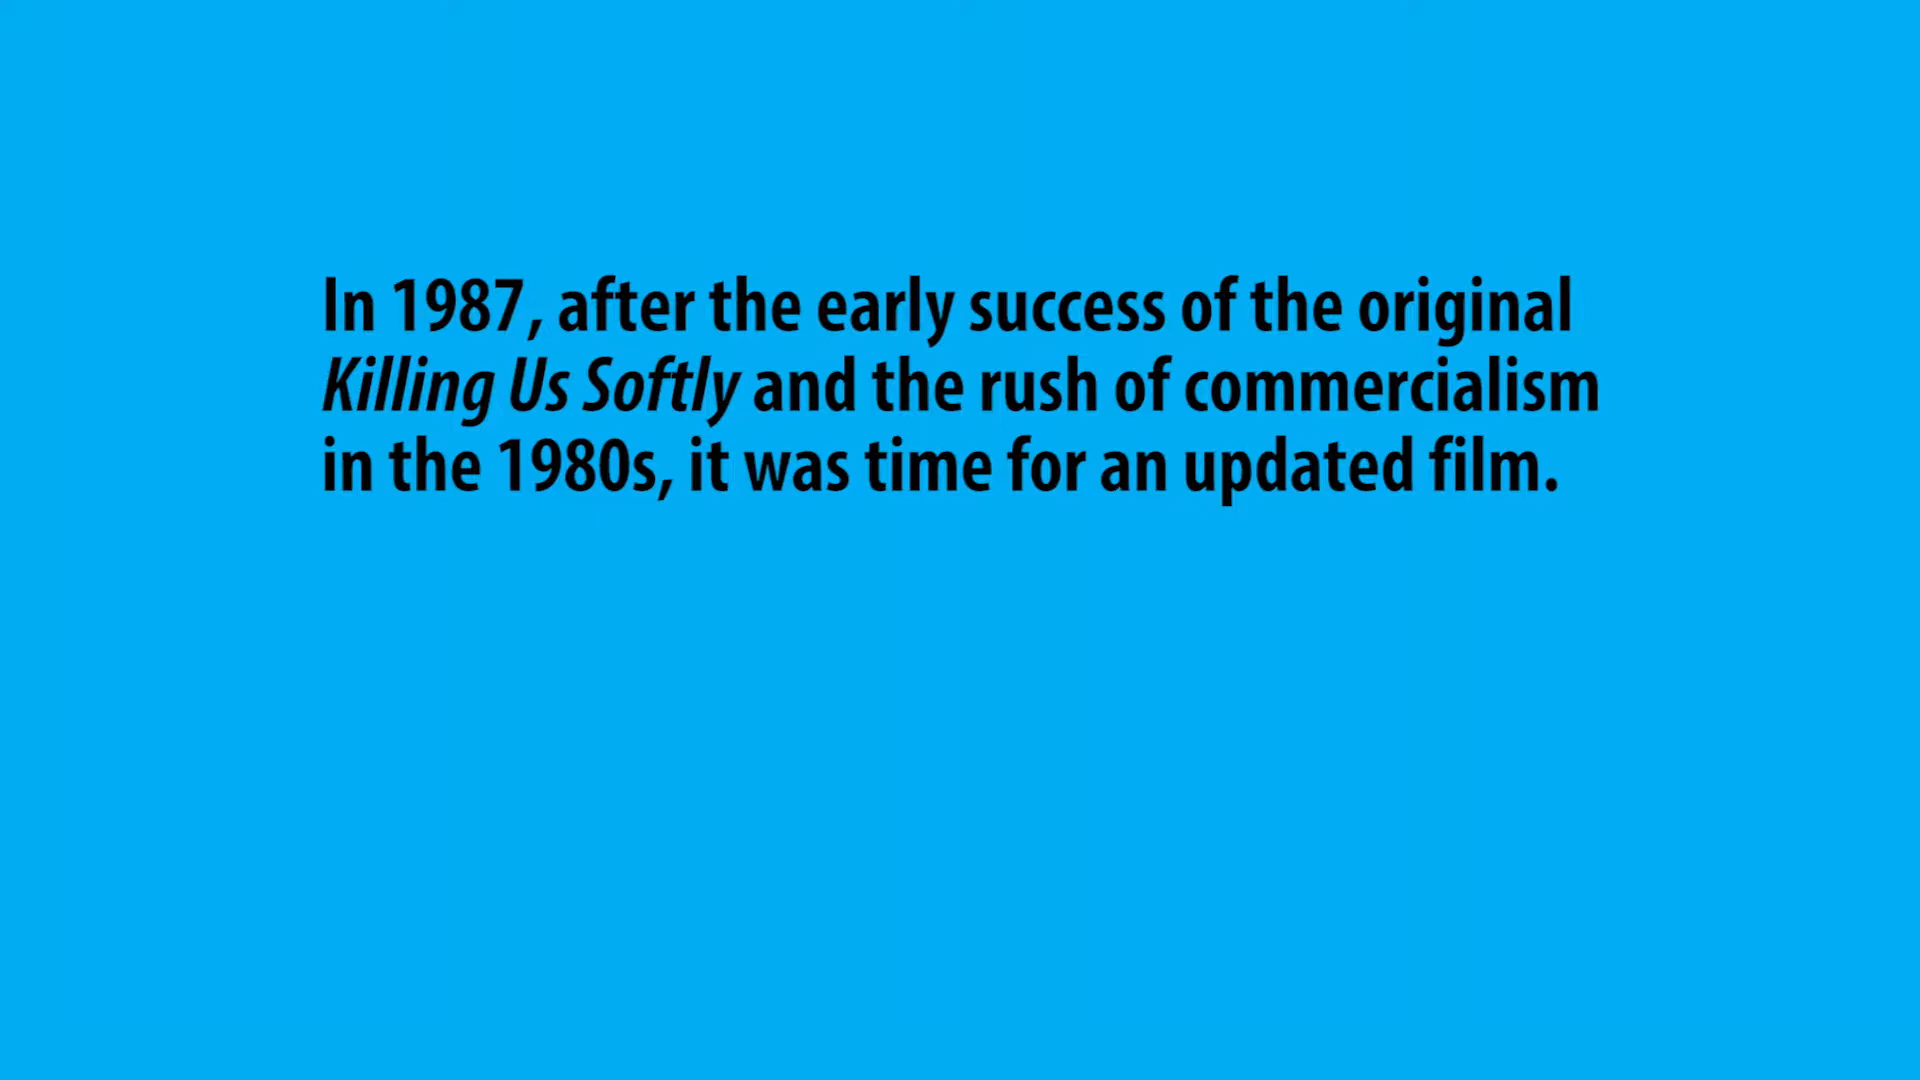 In 1987, after the early success of the original
Killing Us Softly and the rush of commercialism
in the 1980s, it was time for an updated film.